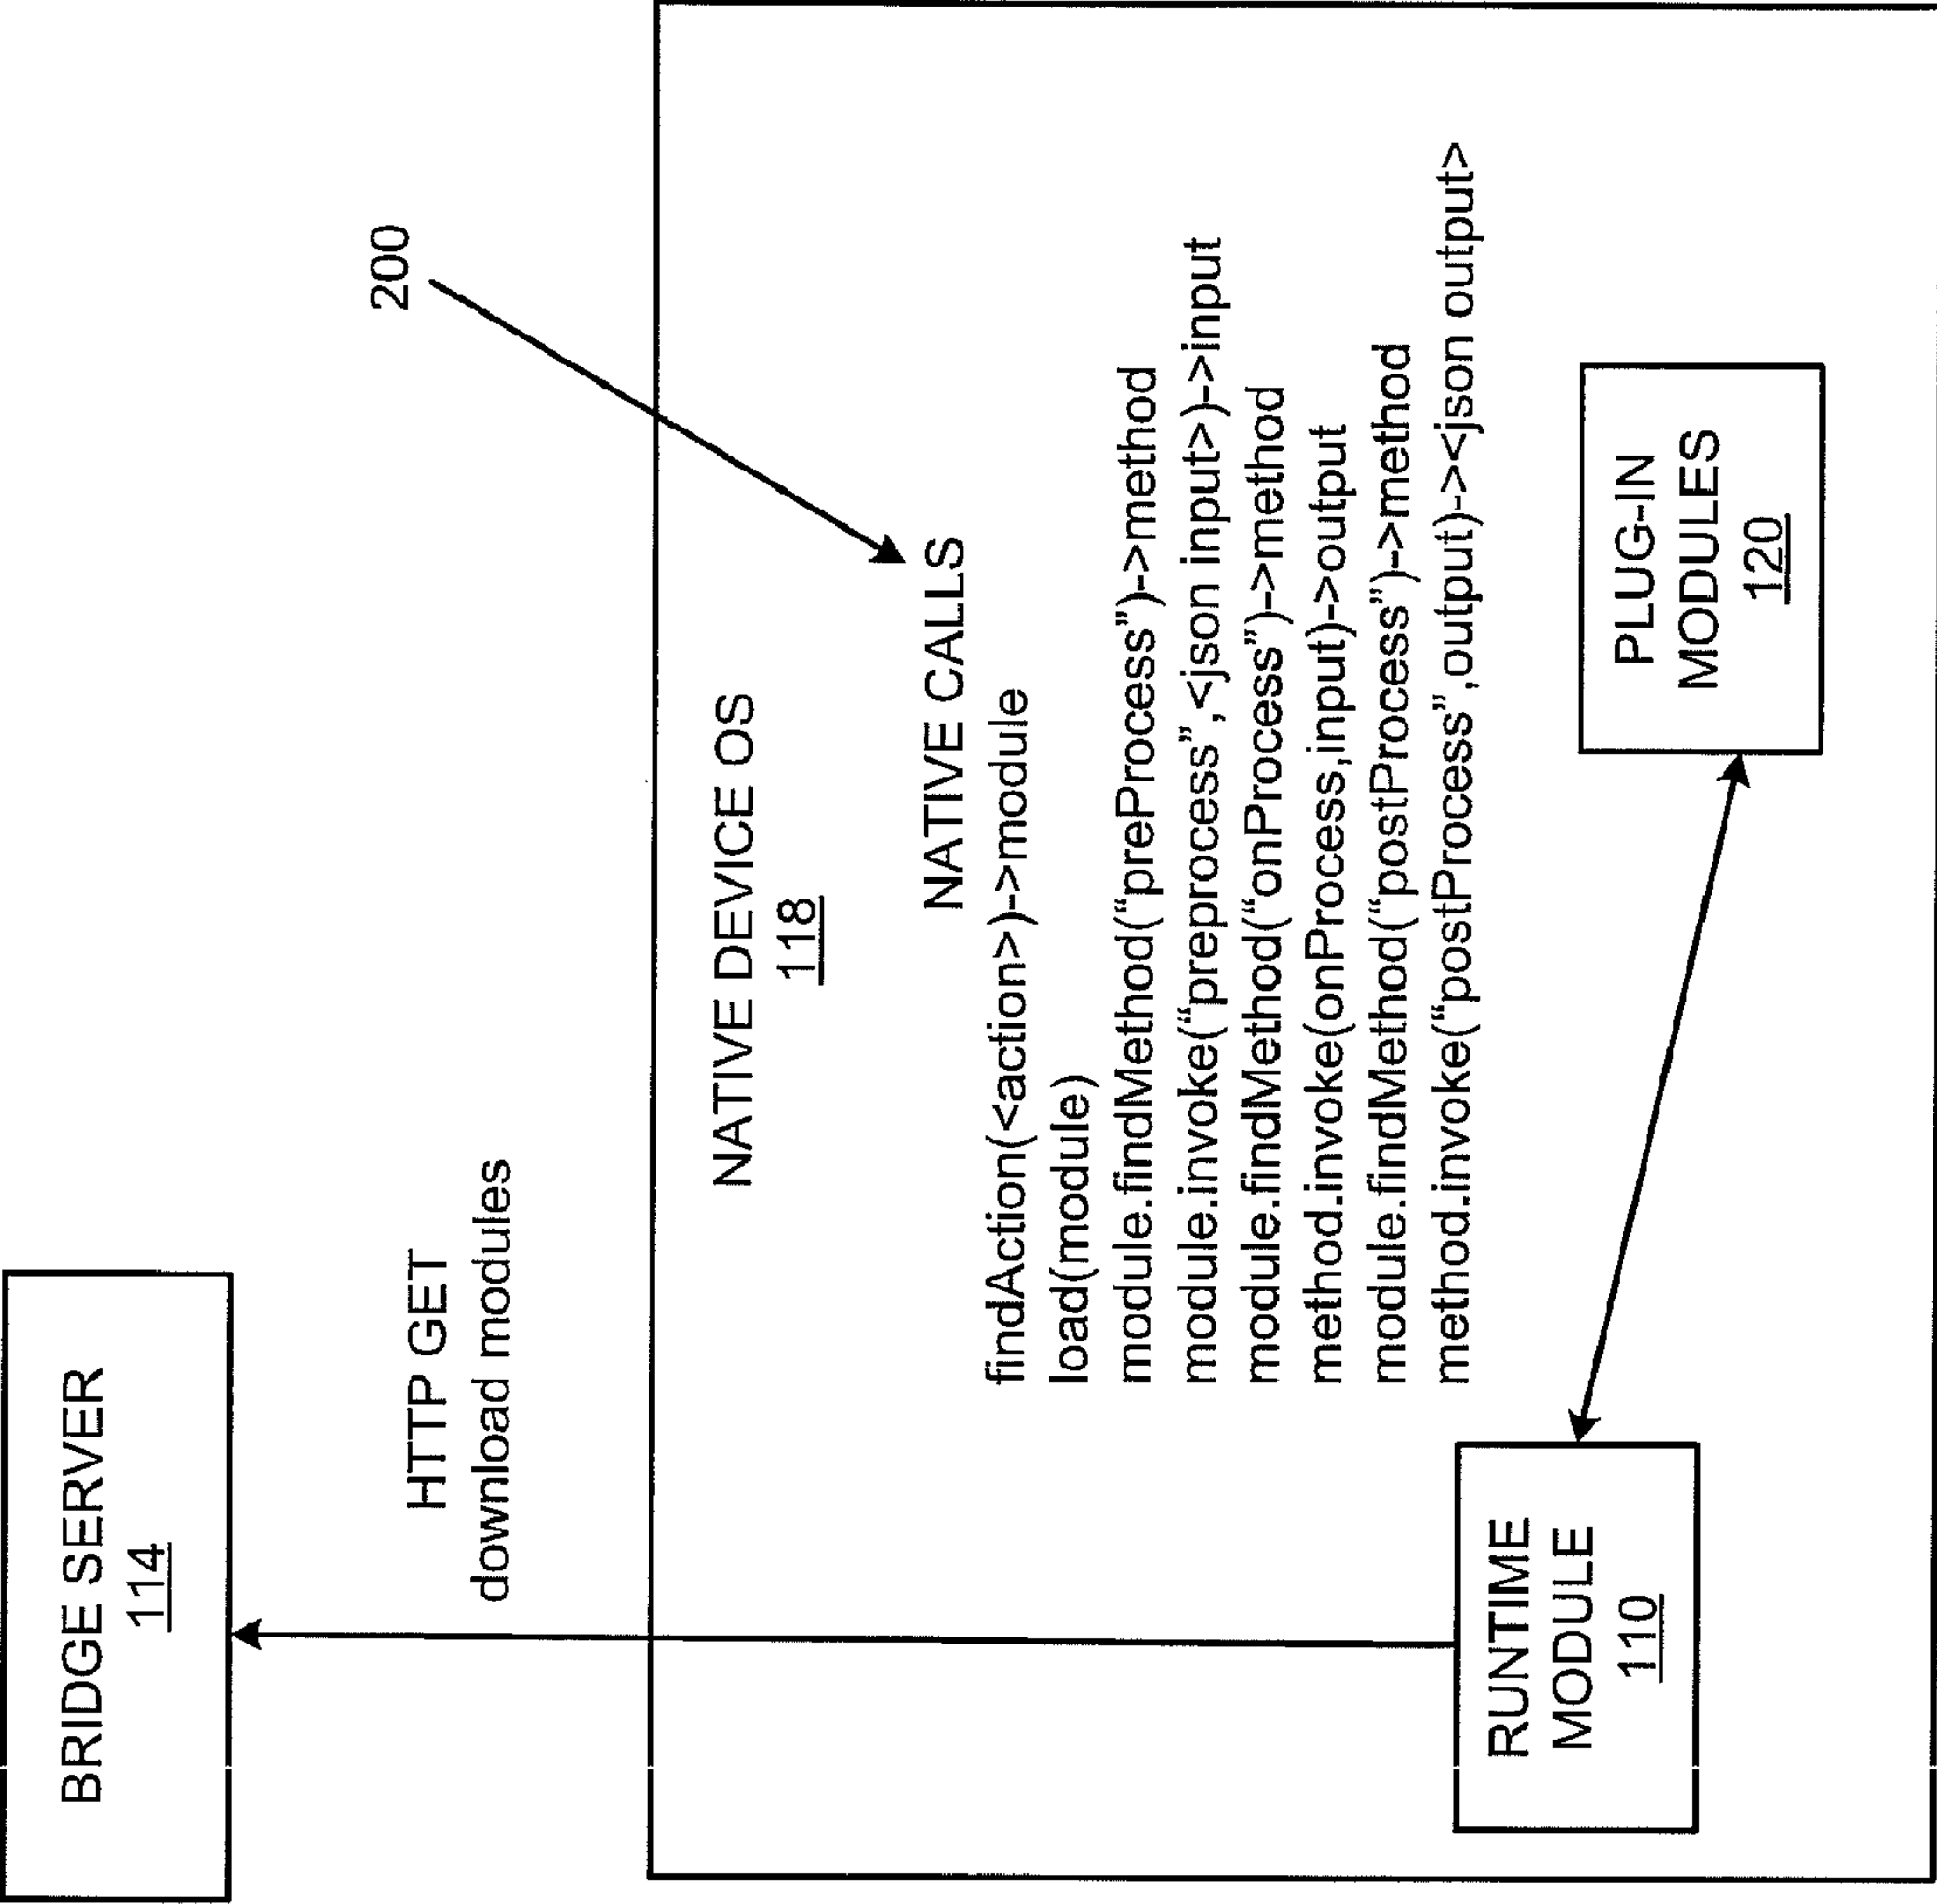 BRIDGE SERVER
114
HTTP GET
download modules
200
NATIVE DEVICE OS
118
NATIVE CALLS
findAction(<action>)->module
load(module)
module.findMethod(“preProcess”)->method
module.invoke(“preprocess”,<json input>)->input
module.findMethod(“onProcess”)->method
method.invoke(onProcess,input)->output
module.findMethod(“postProcess”)->method
method.invoke(“postProcess”,output)-><json output>
RUNTIME
MODULE
110
PLUG-IN
MODULES
120